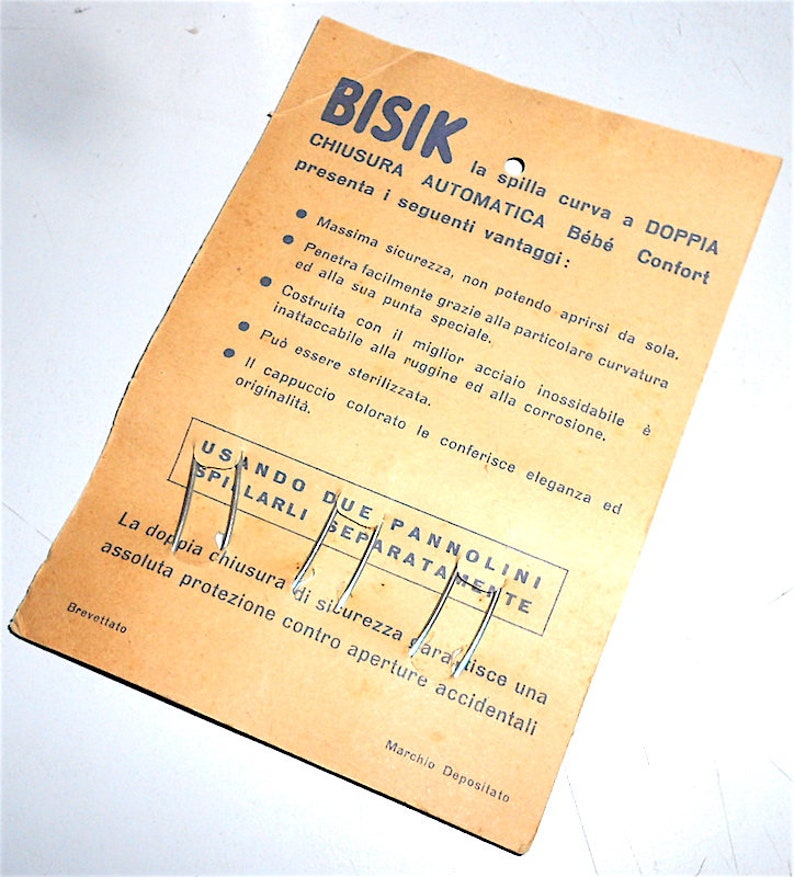 BISIK la spilla curva a DOPPIA
CHIUSURA AUTOMATICA Bébé Confort
presenta i seguenti vantaggi:
● Massima sicurezza, non potendo aprirsi da sola.
● Penetra facilmente grazie alla particolare curvatura
ed alla sua punta speciale.
● Costruita con il miglior acciaio inossidabile è
inattaccabile alla ruggine ed alla corrosione.
● Può essere sterilizzata.
● Il cappuccio colorato le conferisce eleganza ed
originalità.
USANDO DUE PANNOLINI
SPILLARLI SEPARATAMENTE
La doppia chiusura di sicurezza garantisce una
assoluta protezione contro aperture accidentali
Brevettato
Marchio Depositato